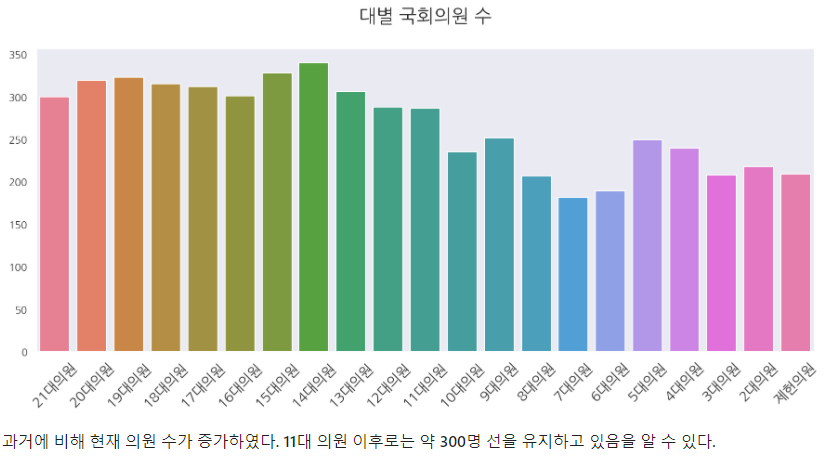 대별 국회의원 수
350
300
250
200
150
100
50
0
21대의원 20대의원 19대의원 18대의원 17대의원 16대의원 15대의원 14대의원 13대의원 12대의원 11대의원 10대의원 9대의원 8대의원 7대의원 6대의원 5대의원 4대의원 3대의원 2대의원 제헌의원
과거에 비해 현재 의원 수가 증가하였다. 11대 의원 이후로는 약 300명 선을 유지하고 있음을 알 수 있다.